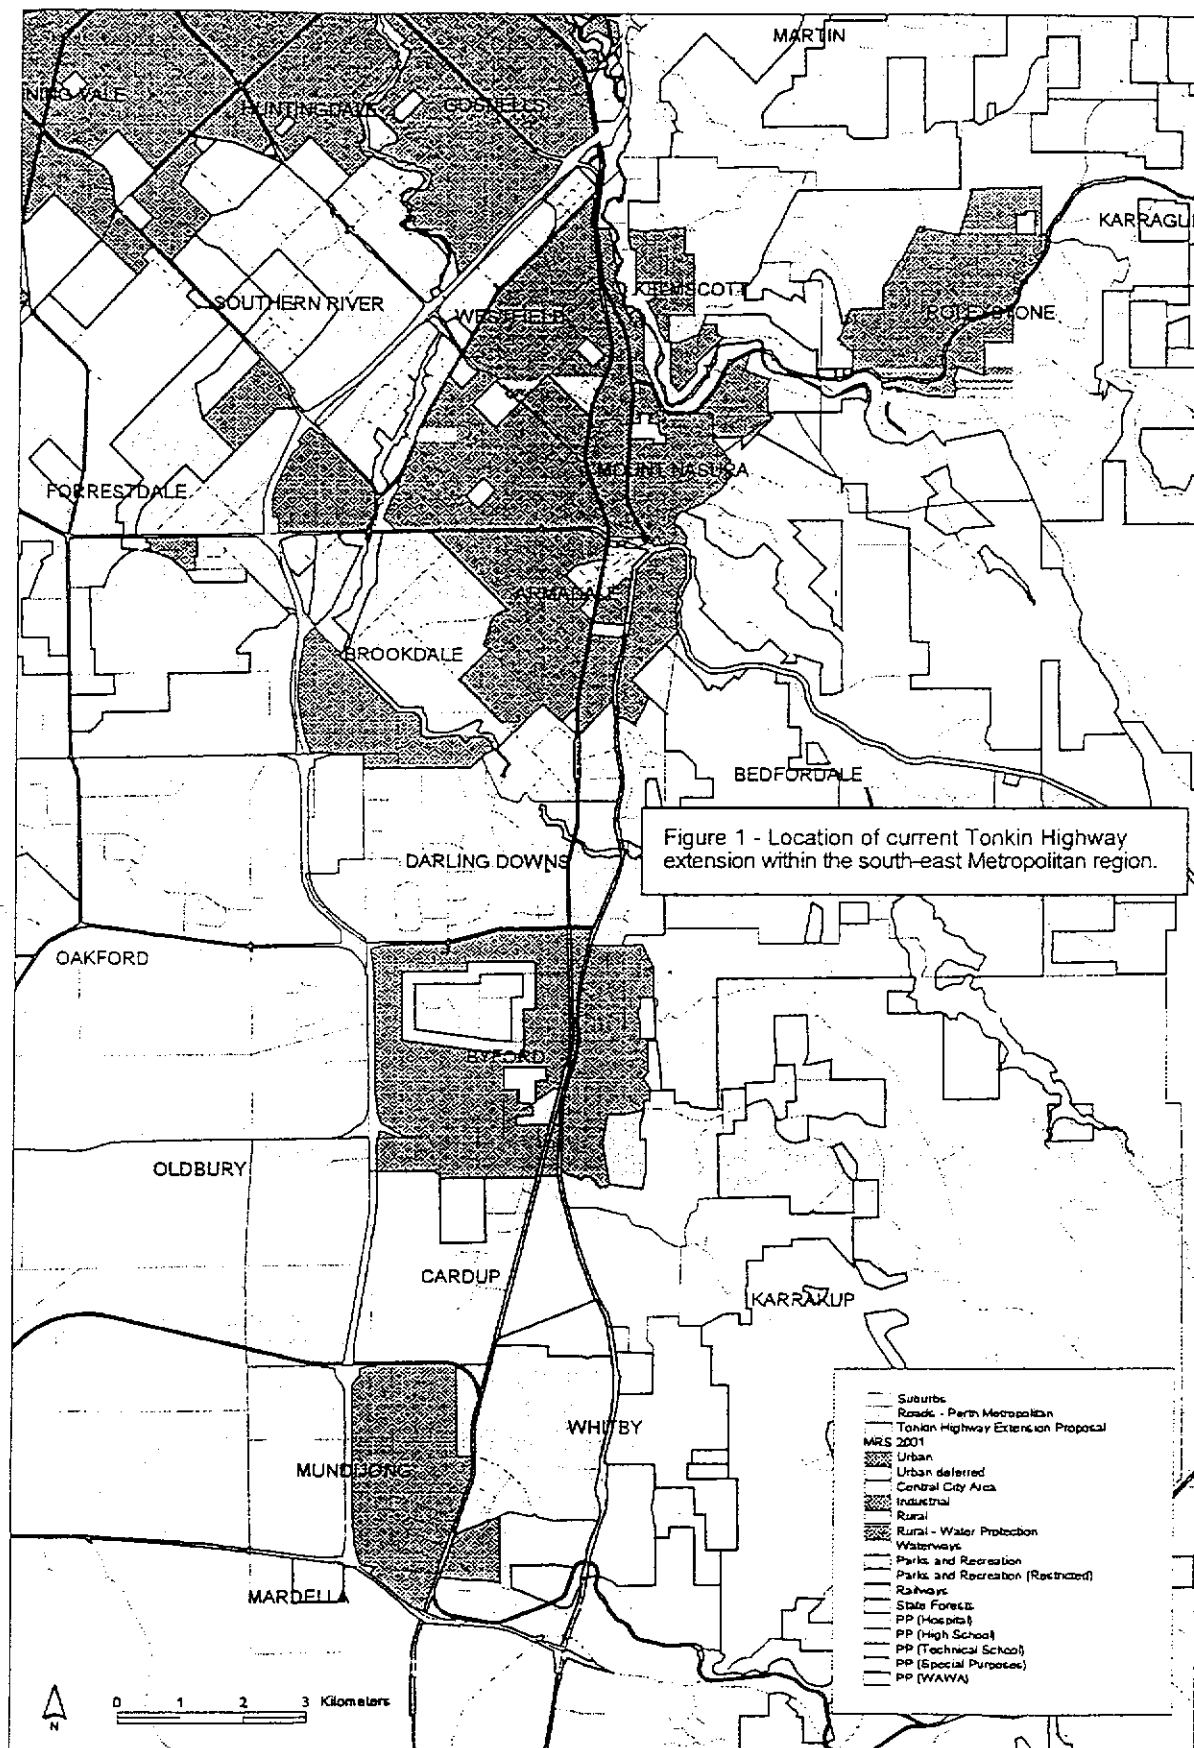 MARTIN
HUNTINGDALE
GOSNELLS
KARRAGU
SOUTHERN RIVER
WESTFIELD
ROLEYSTONE
MOUNT NASURA
FORRESTDALE
ARMADALE
BROOKDALE
BEDFORDALE
Figure 1 - Location of current Tonkin Highway
extension within the south-east Metropolitan region.
DARLING DOWNS
OAKFORD
BYFORD
OLDBURY
CARDUP
KARRAKUP
WHITBY
MUNDIJONG
MARDELLA
Suburbs
Roads - Perth Metropolitan
Tonkin Highway Extension Proposal
MRS 2001
Urban
Urban deferred
Central City Area
Industrial
Rural
Rural - Water Protection
Waterways
Parks and Recreation
Parks and Recreation (Restricted)
Railways
State Forests
PP (Hospital)
PP (High School)
PP (Technical School)
PP (Special Purposes)
PP (WAWA)
N
0 1 2 3 Kilometers